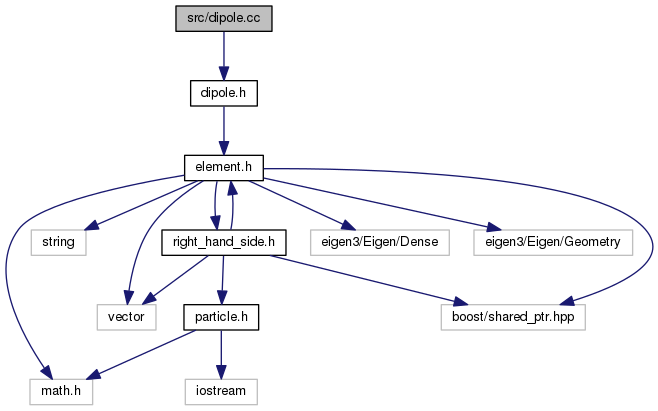 src/dipole.cc
dipole.h
element.h
string
right_hand_side.h
eigen3/Eigen/Dense
eigen3/Eigen/Geometry
vector
particle.h
boost/shared_ptr.hpp
math.h
iostream